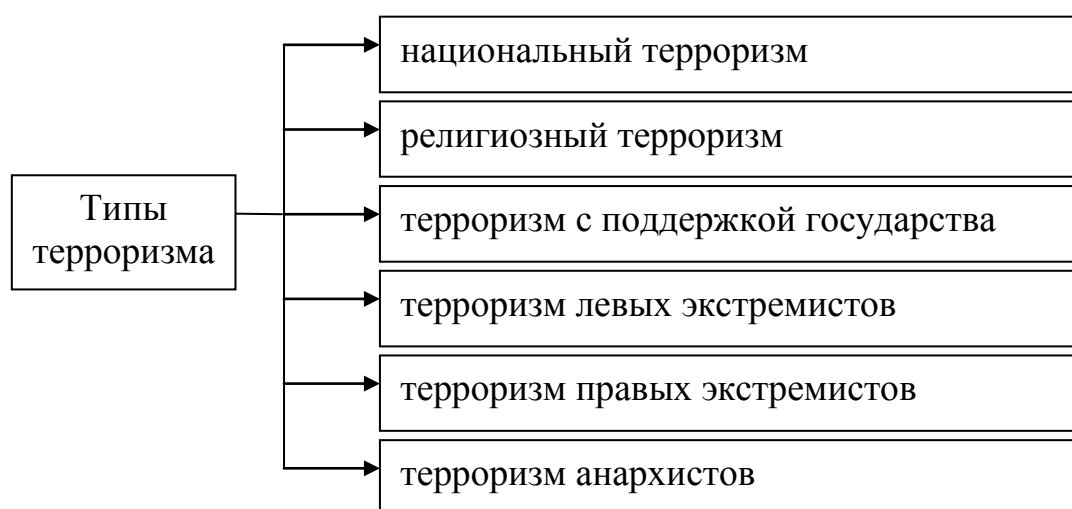 Типы
терроризма
национальный терроризм
религиозный терроризм
терроризм с поддержкой государства
терроризм левых экстремистов
терроризм правых экстремистов
терроризм анархистов